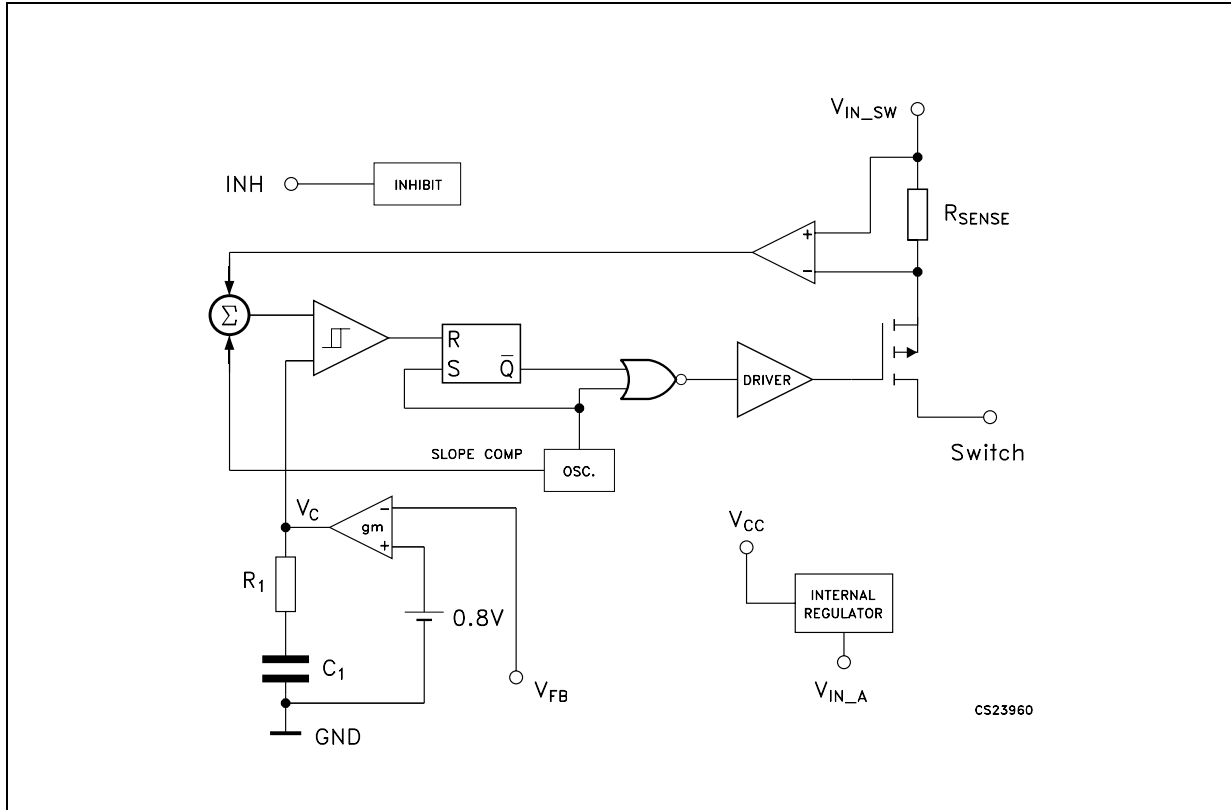 V_IN_SW
INH
INHIBIT
R_SENSE
+
−
Σ
R
S
Q̅
DRIVER
SLOPE COMP
OSC.
Switch
V_C
gm
−
+
V_CC
R_1
0.8V
INTERNAL
REGULATOR
C_1
V_FB
V_IN_A
CS23960
GND